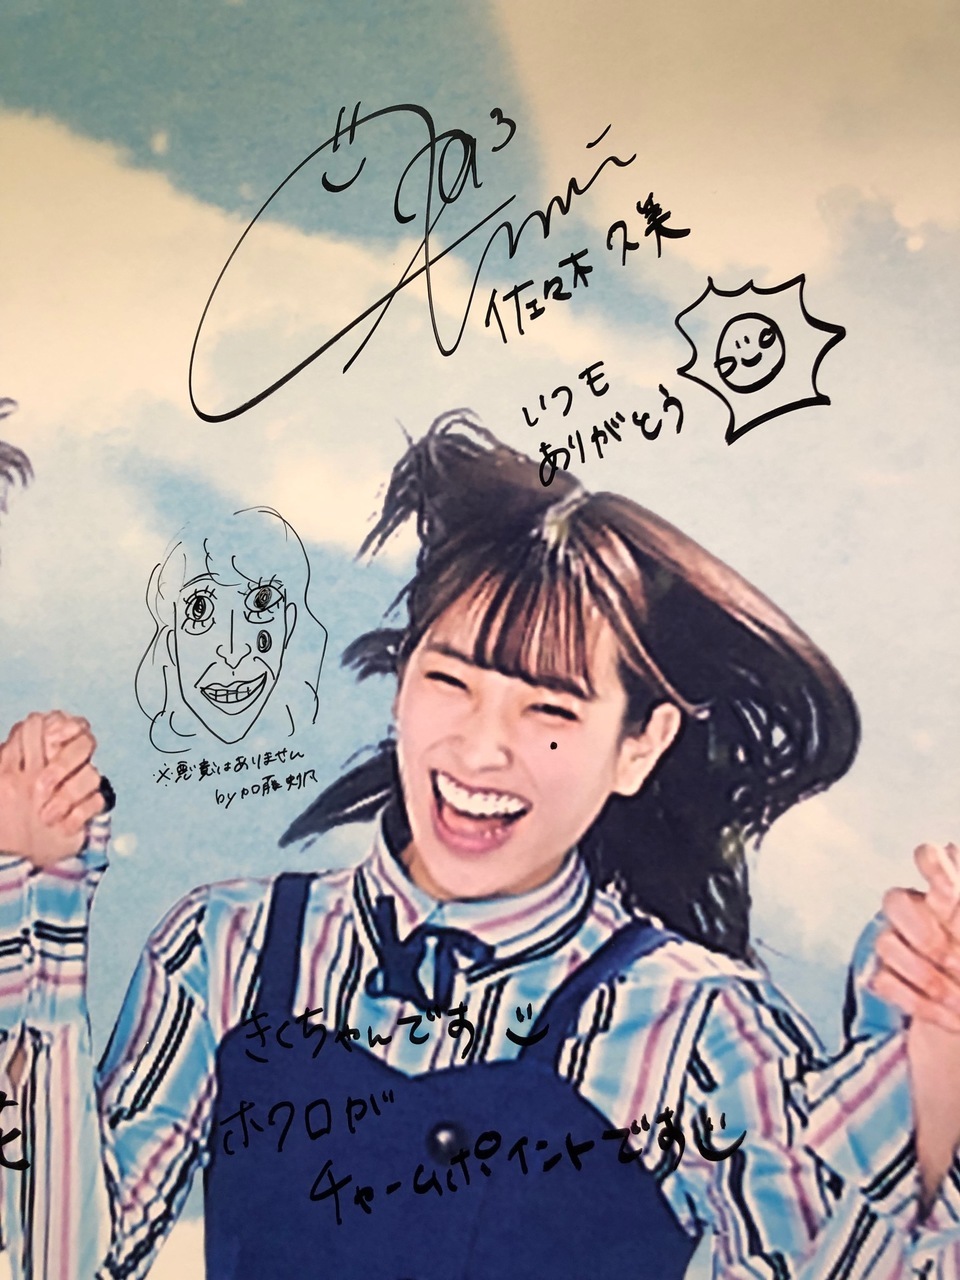 佐々木久美
いつも
ありがとう
※悪意はありません
by 加藤史帆
きくちゃんです
ホクロが
チャームポイントです